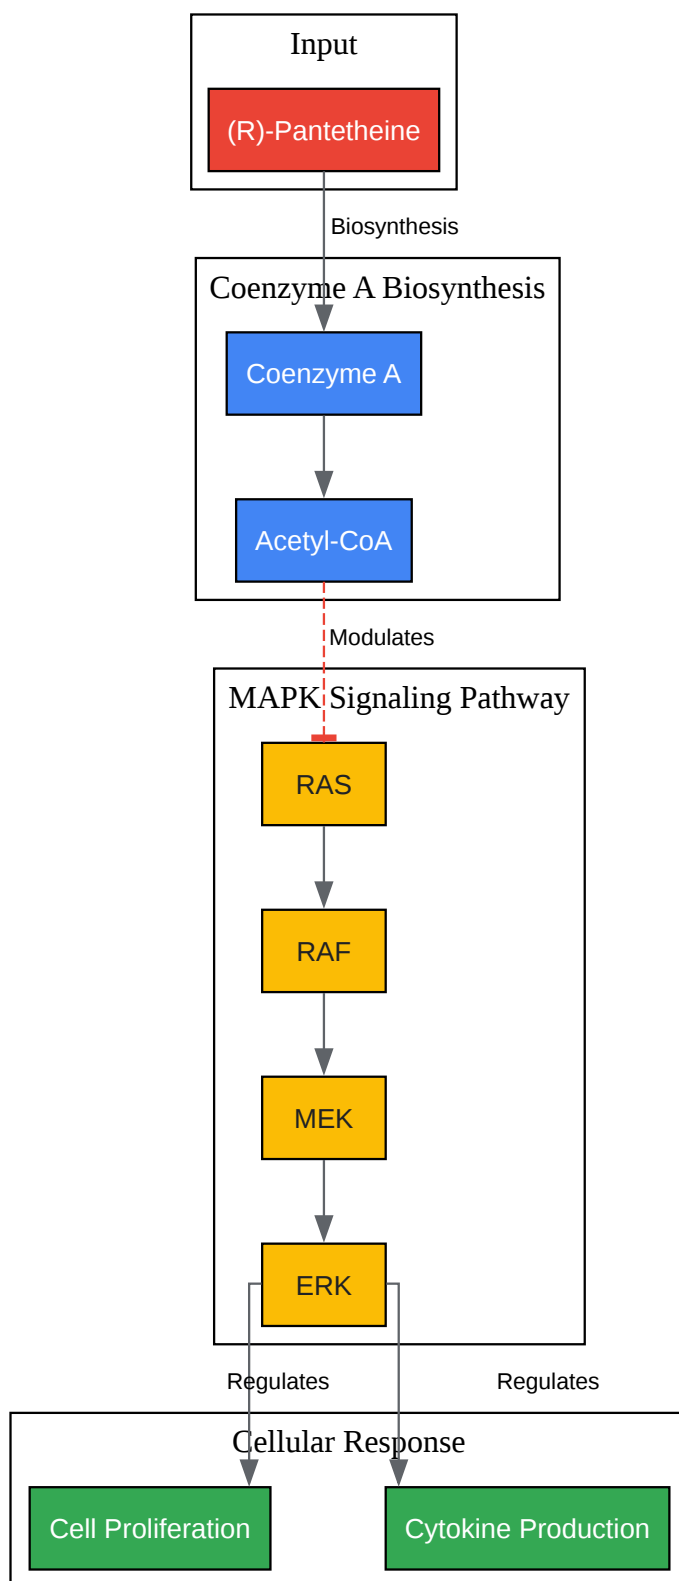 Input
(R)-Pantetheine
Biosynthesis
Coenzyme A Biosynthesis
Coenzyme A
Acetyl-CoA
Modulates
MAPK Signaling Pathway
RAS
RAF
MEK
ERK
Regulates
Regulates
Cellular Response
Cell Proliferation
Cytokine Production